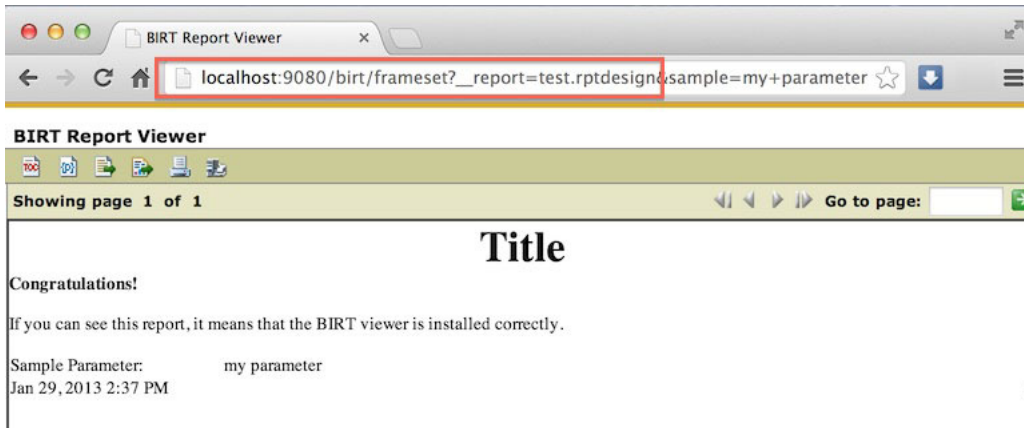 BIRT Report Viewer
localhost:9080/birt/frameset?__report=test.rptdesign&sample=my+parameter
BIRT Report Viewer
TOC
Showing page 1 of 1 Go to page:
Title
Congratulations!
If you can see this report, it means that the BIRT viewer is installed correctly.
Sample Parameter: my parameter
Jan 29, 2013 2:37 PM